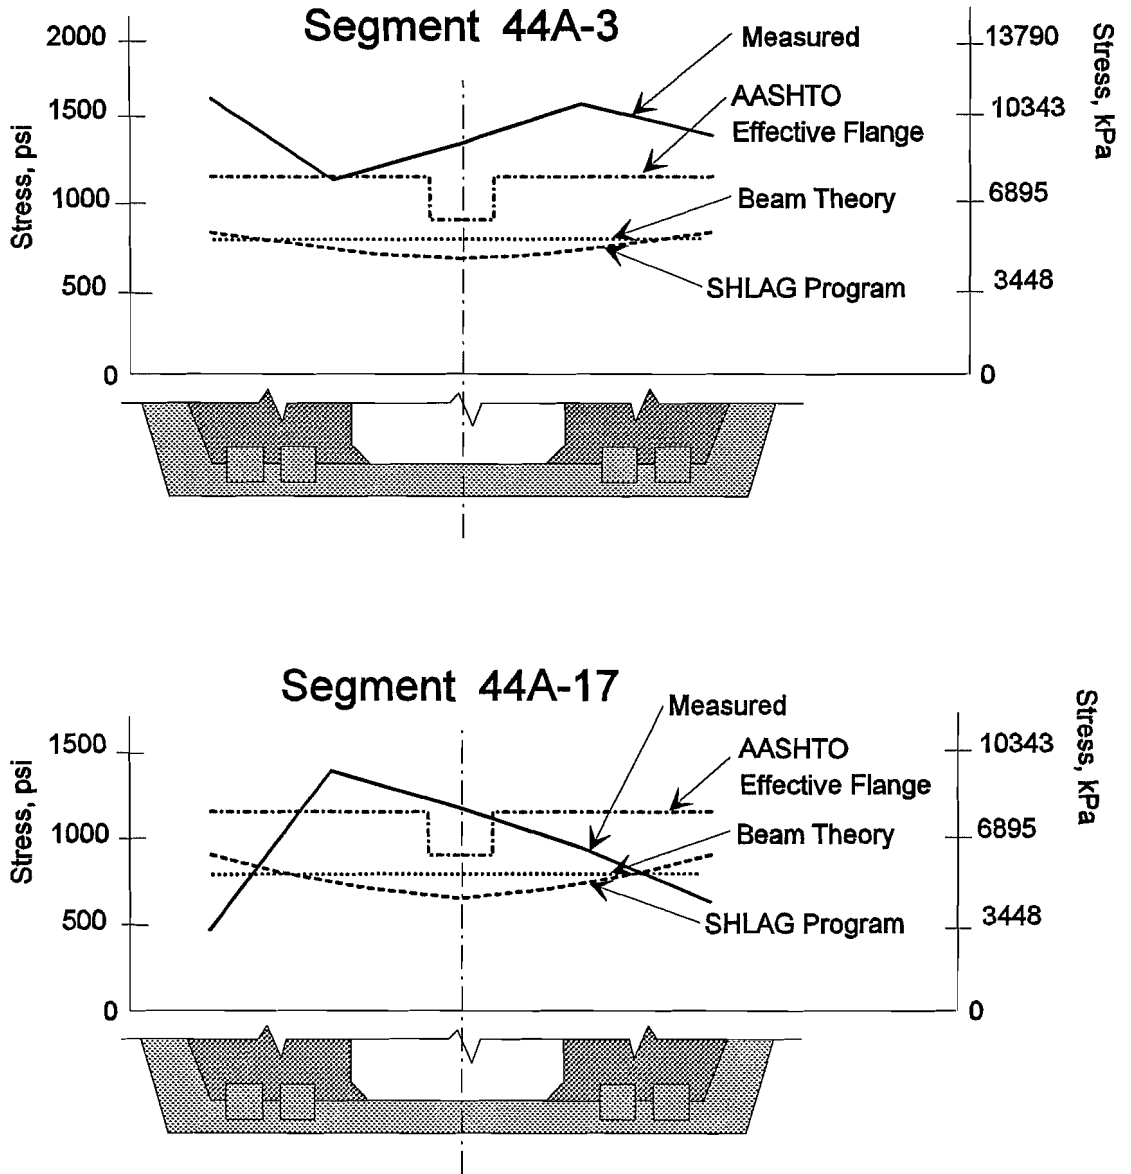 Segment 44A-3
2000
1500
1000
500
0
Stress, psi
Measured
AASHTO
Effective Flange
Beam Theory
SHLAG Program
13790
10343
6895
3448
0
Stress, kPa
Segment 44A-17
1500
1000
500
0
Stress, psi
Measured
AASHTO
Effective Flange
Beam Theory
SHLAG Program
10343
6895
3448
0
Stress, kPa